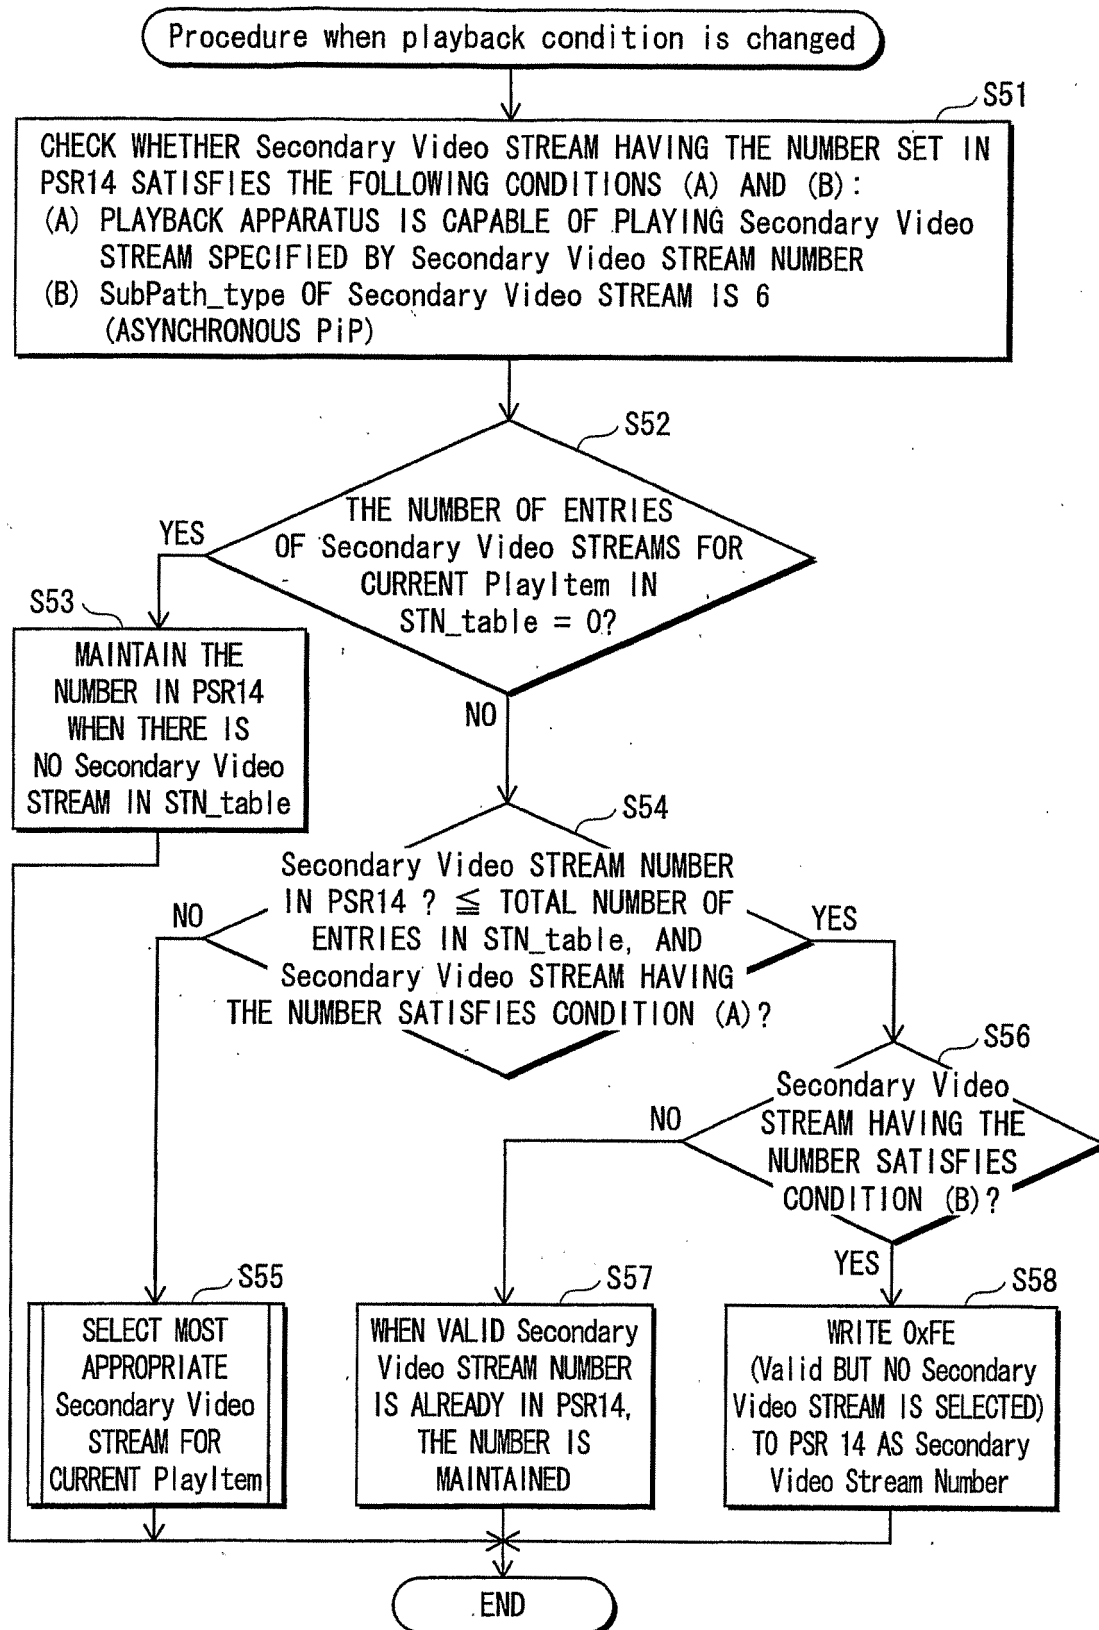 Procedure when playback condition is changed
S51
CHECK WHETHER Secondary Video STREAM HAVING THE NUMBER SET IN
PSR14 SATISFIES THE FOLLOWING CONDITIONS (A) AND (B):
(A) PLAYBACK APPARATUS IS CAPABLE OF PLAYING Secondary Video
STREAM SPECIFIED BY Secondary Video STREAM NUMBER
(B) SubPath_type OF Secondary Video STREAM IS 6
(ASYNCHRONOUS PiP)
S52
THE NUMBER OF ENTRIES
OF Secondary Video STREAMS FOR
CURRENT PlayItem IN
STN_table = 0?
YES
NO
S53
MAINTAIN THE
NUMBER IN PSR14
WHEN THERE IS
NO Secondary Video
STREAM IN STN_table
S54
Secondary Video STREAM NUMBER
IN PSR14 ? ≦ TOTAL NUMBER OF
ENTRIES IN STN_table, AND
Secondary Video STREAM HAVING
THE NUMBER SATISFIES CONDITION (A)?
NO
YES
S56
Secondary Video
STREAM HAVING THE
NUMBER SATISFIES
CONDITION (B)?
NO
YES
S55
SELECT MOST
APPROPRIATE
Secondary Video
STREAM FOR
CURRENT PlayItem
S57
WHEN VALID Secondary
Video STREAM NUMBER
IS ALREADY IN PSR14,
THE NUMBER IS
MAINTAINED
S58
WRITE 0xFE
(Valid BUT NO Secondary
Video STREAM IS SELECTED)
TO PSR 14 AS Secondary
Video Stream Number
END